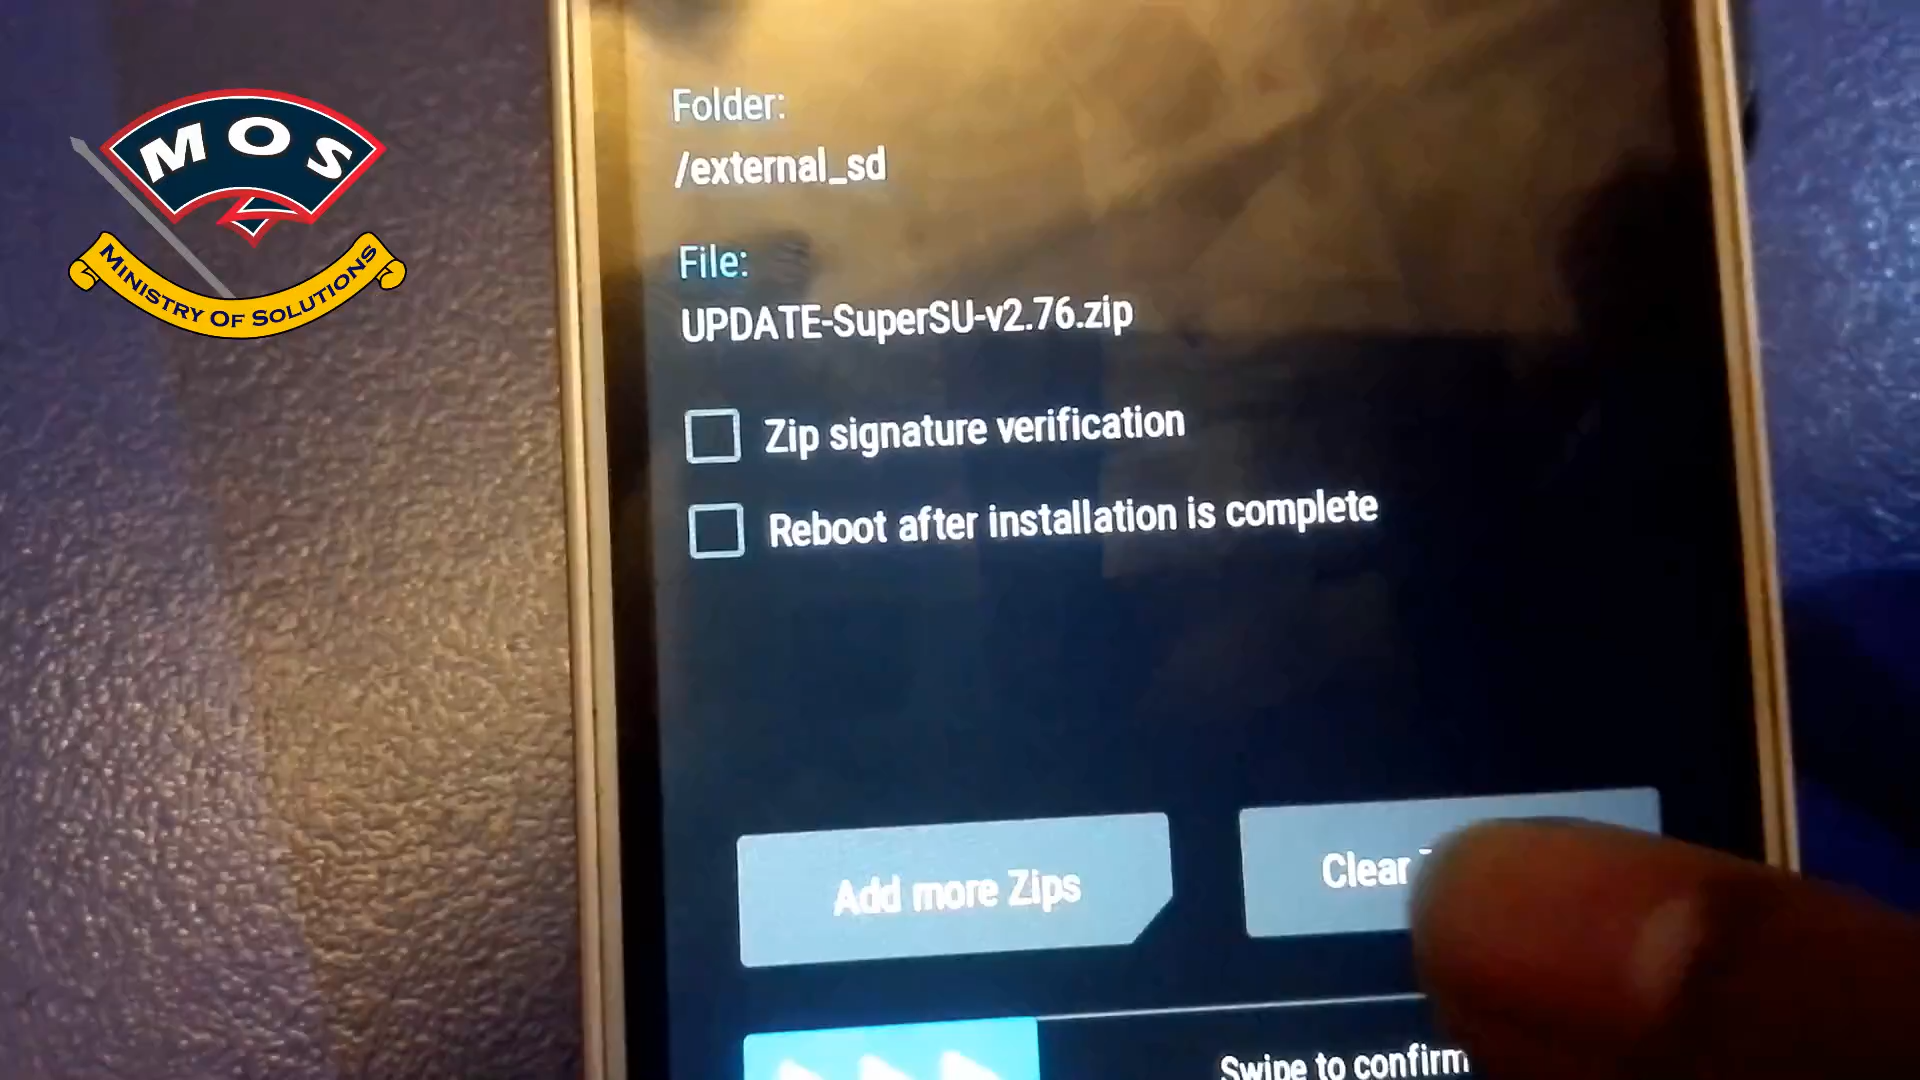 MOS
MINISTRY OF SOLUTIONS
Folder:
/external_sd
File:
UPDATE-SuperSU-v2.76.zip
Zip signature verification
Reboot after installation is complete
Add more Zips
Clear
Swipe to confirm